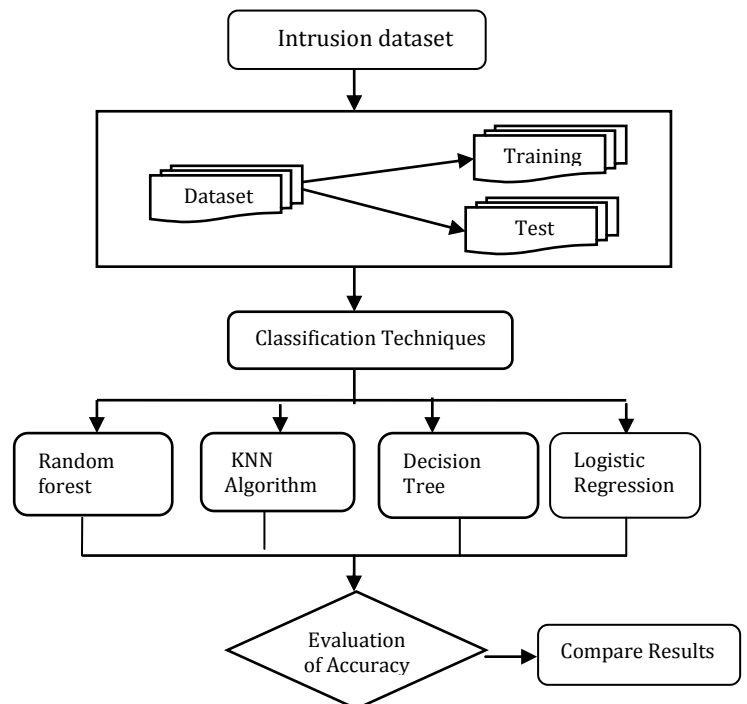 Intrusion dataset
Training
Dataset
Test
Classification Techniques
Random
forest
KNN
Algorithm
Decision
Tree
Logistic
Regression
Evaluation
of Accuracy
Compare Results